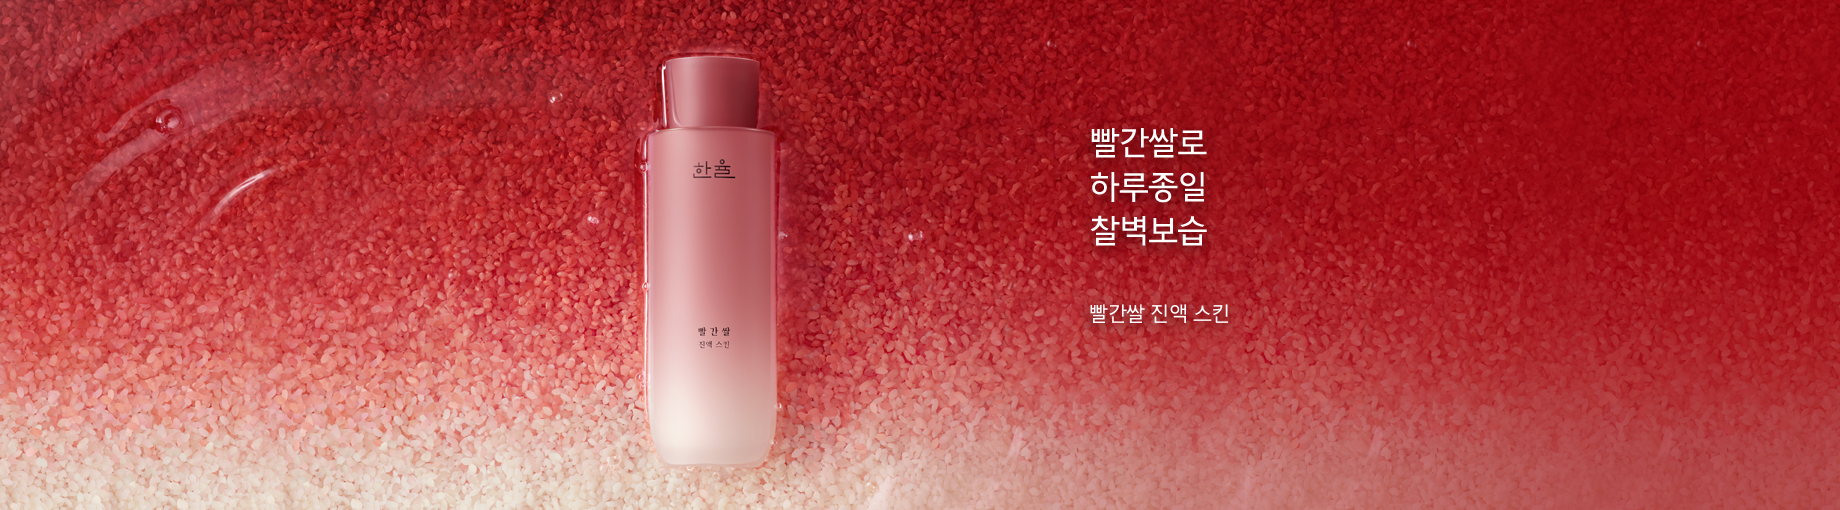 한율
빨간쌀
진액 스킨
빨간쌀로
하루종일
찰벽보습
빨간쌀 진액 스킨